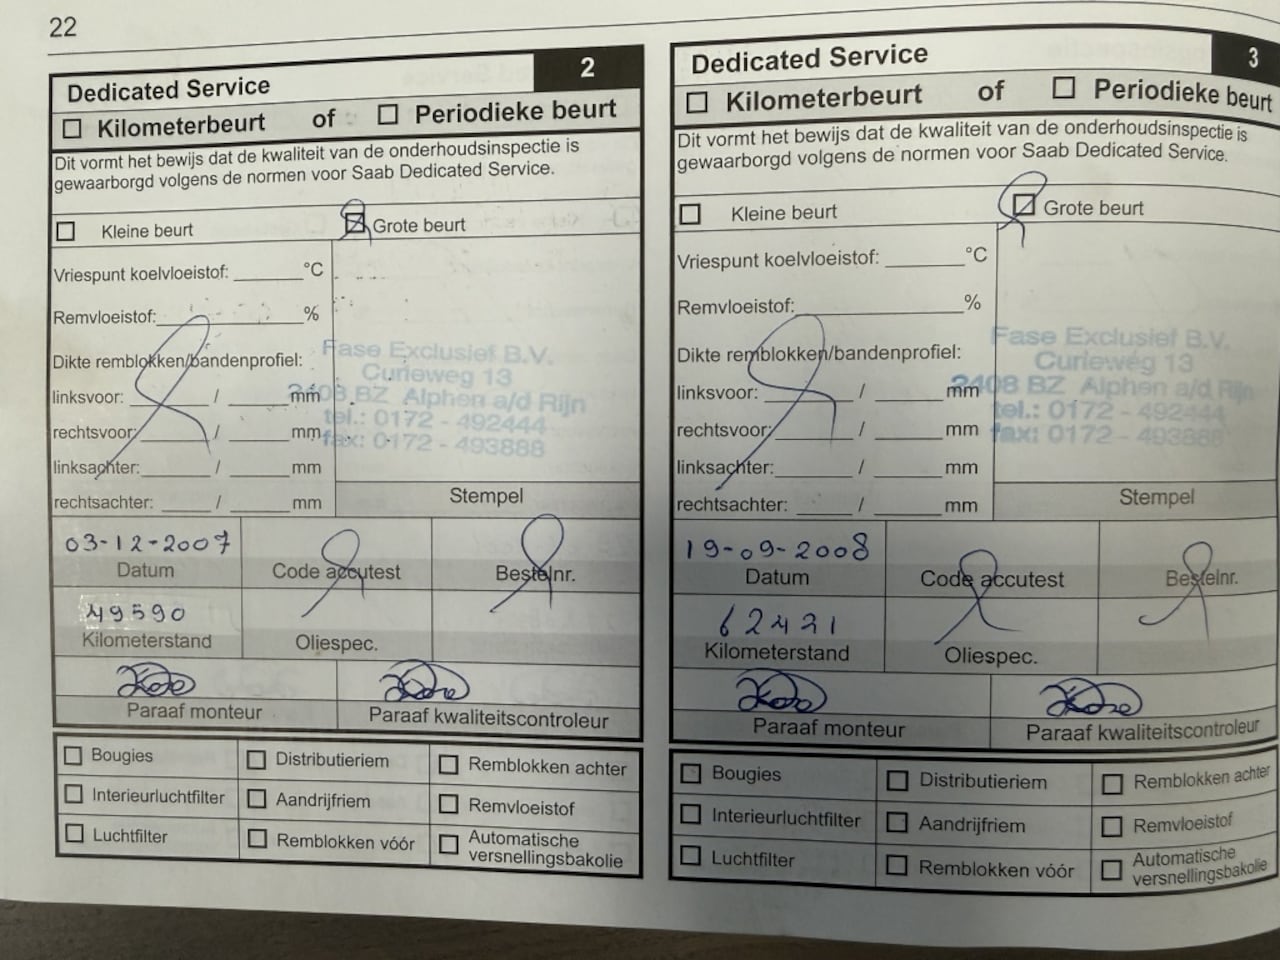 22
Dedicated Service 2
Kilometerbeurt of Periodieke beurt
Dit vormt het bewijs dat de kwaliteit van de onderhoudsinspectie is
gewaarborgd volgens de normen voor Saab Dedicated Service.
Kleine beurt Grote beurt
Vriespunt koelvloeistof: °C
Remvloeistof: %
Dikte remblokken/bandenprofiel:
linksvoor: / mm
rechtsvoor: / mm
linksachter: / mm
rechtsachter: / mm
Fase Exclusief B.V.
Curieweg 13
2408 BZ Alphen a/d Rijn
tel.: 0172 - 492444
fax: 0172 - 493888
Stempel
03-12-2007
Datum Code accutest Bestelnr.
49590
Kilometerstand Oliespec.
Paraaf monteur Paraaf kwaliteitscontroleur
Bougies Distributieriem Remblokken achter
Interieurluchtfilter Aandrijfriem Remvloeistof
Luchtfilter Remblokken vóór Automatische
versnellingsbakolie
Dedicated Service 3
Kilometerbeurt of Periodieke beurt
Dit vormt het bewijs dat de kwaliteit van de onderhoudsinspectie is
gewaarborgd volgens de normen voor Saab Dedicated Service.
Kleine beurt Grote beurt
Vriespunt koelvloeistof: °C
Remvloeistof: %
Dikte remblokken/bandenprofiel:
linksvoor: / mm
rechtsvoor: / mm
linksachter: / mm
rechtsachter: / mm
Fase Exclusief B.V.
Curieweg 13
2408 BZ Alphen a/d Rijn
tel.: 0172 - 492444
fax: 0172 - 493888
Stempel
19-09-2008
Datum Code accutest Bestelnr.
62421
Kilometerstand Oliespec.
Paraaf monteur Paraaf kwaliteitscontroleur
Bougies Distributieriem Remblokken achter
Interieurluchtfilter Aandrijfriem Remvloeistof
Luchtfilter Remblokken vóór Automatische
versnellingsbakolie